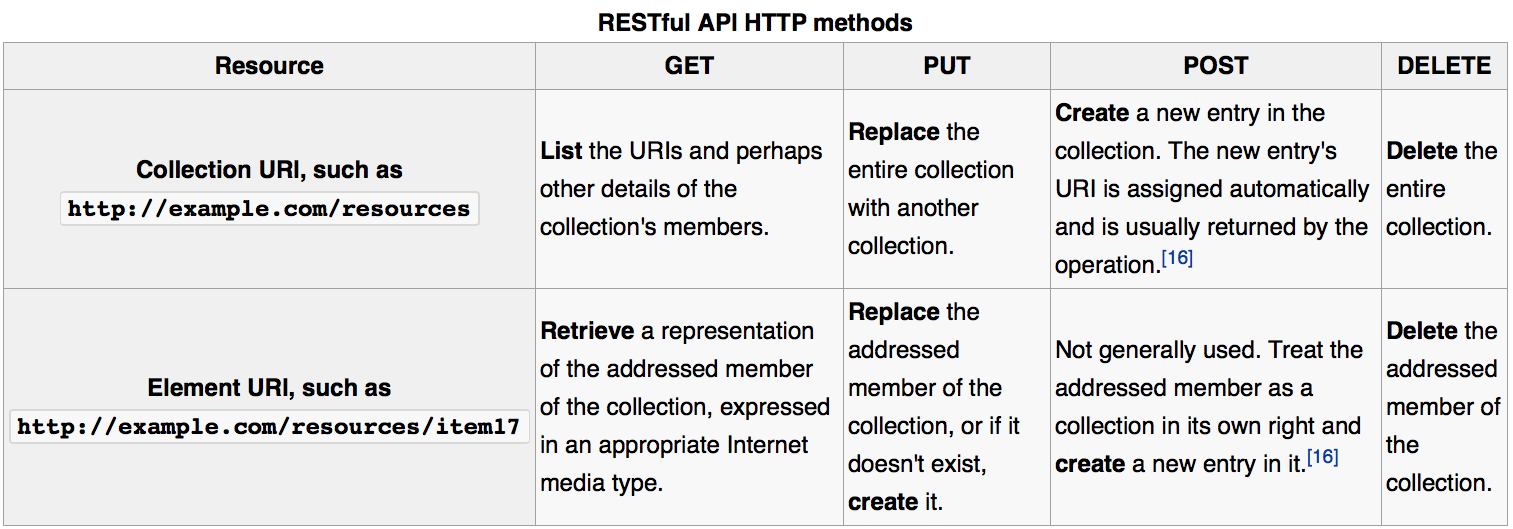 RESTful API HTTP methods
Resource GET PUT POST DELETE
Collection URI, such as
http://example.com/resources
List the URIs and perhaps
other details of the
collection's members.
Replace the
entire collection
with another
collection.
Create a new entry in the
collection. The new entry's
URI is assigned automatically
and is usually returned by the
operation.[16]
Delete the
entire
collection.
Element URI, such as
http://example.com/resources/item17
Retrieve a representation
of the addressed member
of the collection, expressed
in an appropriate Internet
media type.
Replace the
addressed
member of the
collection, or if it
doesn't exist,
create it.
Not generally used. Treat the
addressed member as a
collection in its own right and
create a new entry in it.[16]
Delete the
addressed
member of
the
collection.